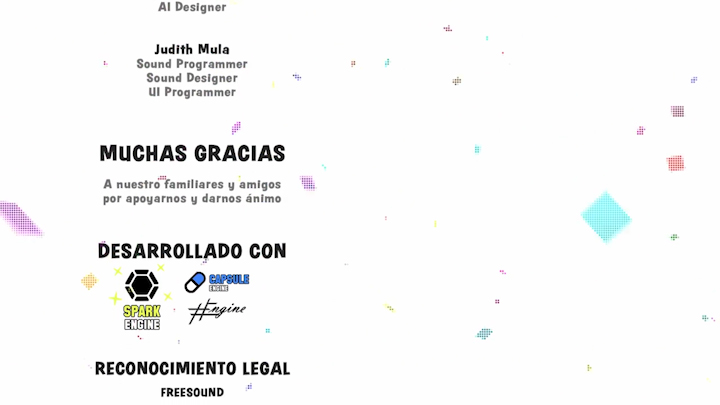 AI Designer
Judith Mula
Sound Programmer
Sound Designer
UI Programmer
MUCHAS GRACIAS
A nuestro familiares y amigos
por apoyarnos y darnos ánimo
DESARROLLADO CON
SPARK
ENGINE
CAPSULE
ENGINE
#Engine
RECONOCIMIENTO LEGAL
FREESOUND